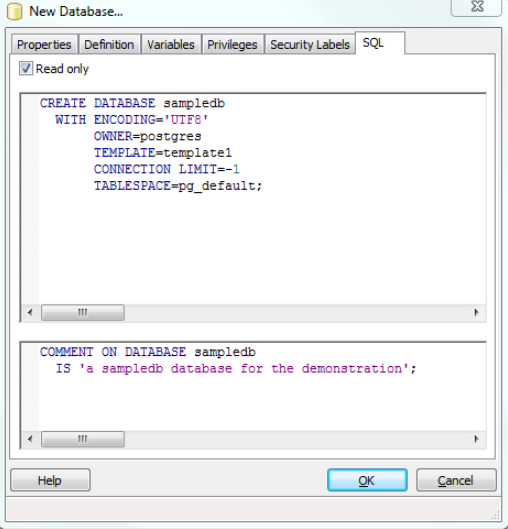 New Database...
Properties Definition Variables Privileges Security Labels SQL
Read only
CREATE DATABASE sampledb
WITH ENCODING='UTF8'
OWNER=postgres
TEMPLATE=template1
CONNECTION LIMIT=-1
TABLESPACE=pg_default;
COMMENT ON DATABASE sampledb
IS 'a sampledb database for the demonstration';
Help OK Cancel